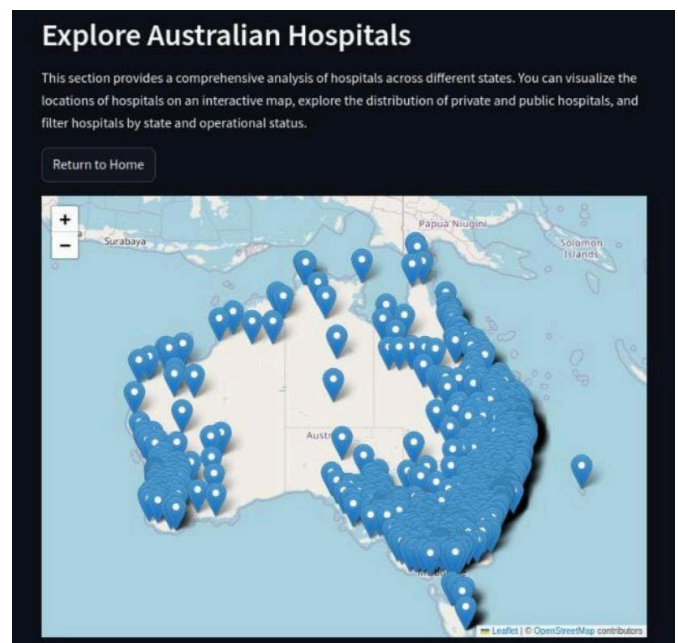 Explore Australian Hospitals
This section provides a comprehensive analysis of hospitals across different states. You can visualize the
locations of hospitals on an interactive map, explore the distribution of private and public hospitals, and
filter hospitals by state and operational status.
Return to Home
+
−
Surabaya
Papua Niugini
Solomon
Islands
Leaflet | © OpenStreetMap contributors